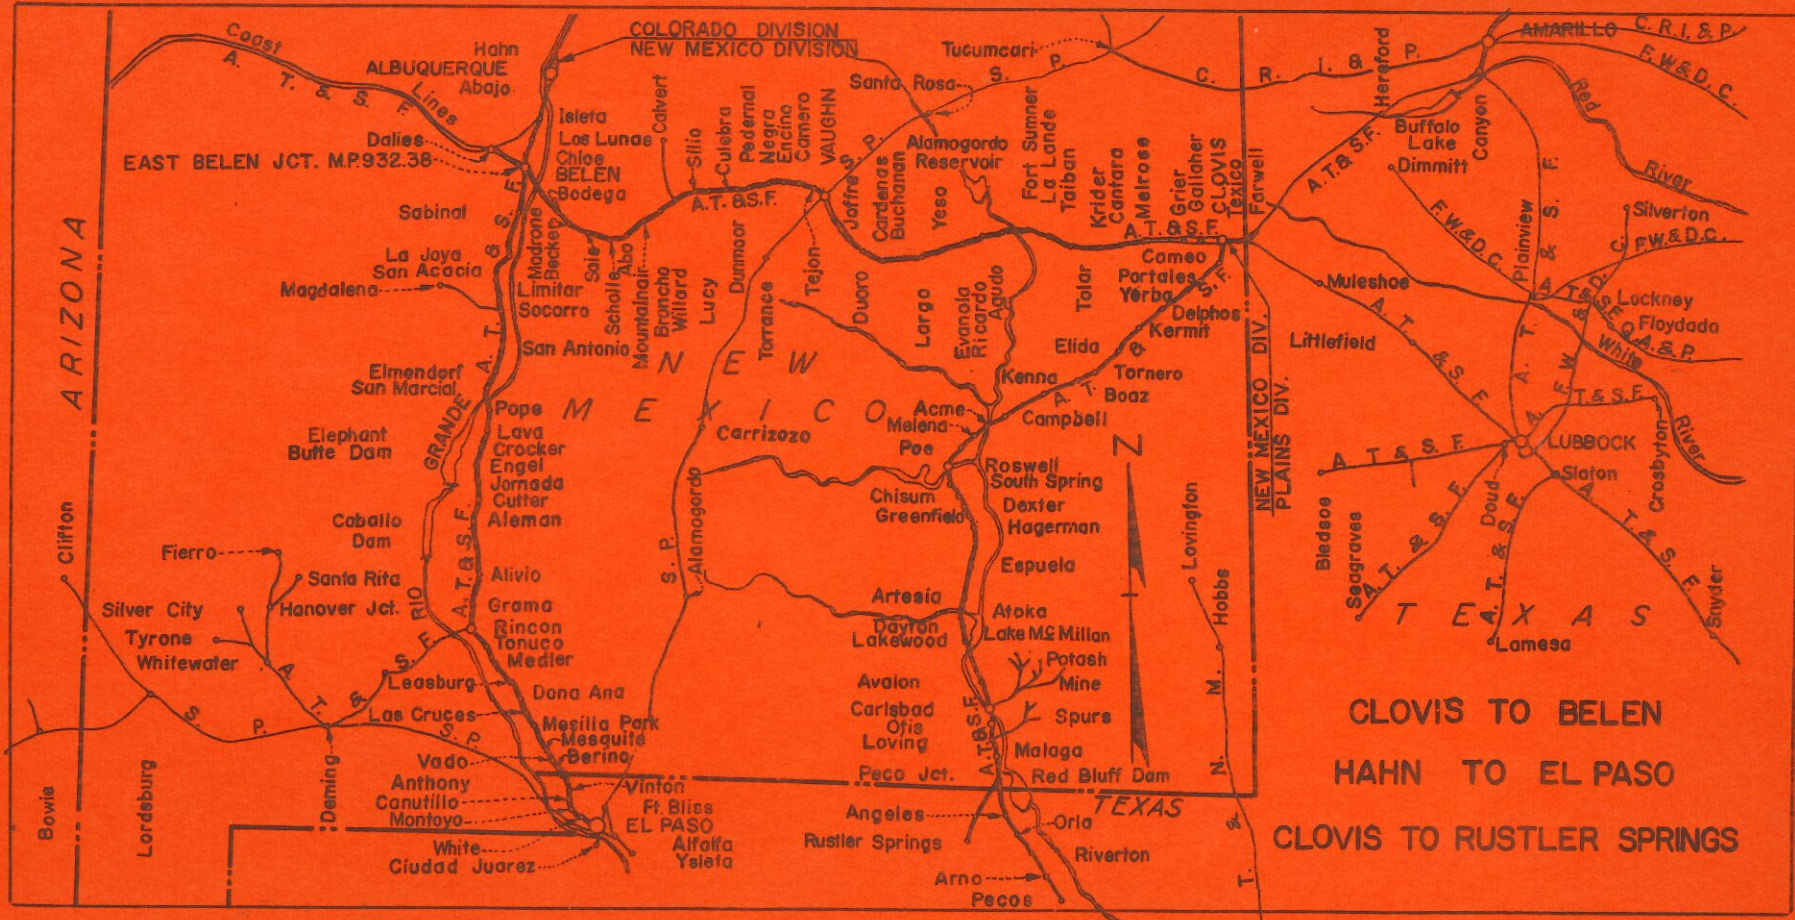 COLORADO DIVISION
NEW MEXICO DIVISION
Coast Lines
A. T. & S. F.
Hahn
ALBUQUERQUE
Abajo
Isleta
Los Lunas
Dalies
EAST BELEN JCT. M.P. 932.38
Chloe
BELEN
Bodega
Calvert
Silio
Culebra
Pedernal
Negra
Encino
Carnero
VAUGHN
Tucumcari
Santa Rosa
S. P.
C. R. I. & P.
Hereford
AMARILLO
C. R. I. & P.
F. W. & D. C.
Red River
Buffalo Lake
Canyon
Dimmitt
A. T. & S. F.
Alamogordo Reservoir
Joffre
Cardenas
Buchanan
Yeso
Fort Sumner
La Lande
Taiban
Krider
Cantara
Melrose
Grier
Gallaher
CLOVIS
Texico
Farwell
A. T. & S. F.
S. P.
A.T. & S.F.
Sabinal
La Joya
San Acacia
Magdalena
Madrone
Becker
Limitar
Socorro
San Antonio
Sais
Scholle
Abo
Mountainair
Broncho
Willard
Lucy
Dunmoor
Torrance
Tejon
Duoro
Largo
Evanola
Ricardo
Agudo
Tolar
Cameo
Portales
Yerba
Delphos
Kermit
Elida
Tornero
Boaz
Kenna
Campbell
Acme
Melena
Poe
F. W. & D. C.
Plainview
A. T. & S. F.
Silverton
F. W. & D. C.
Muleshoe
Lockney
Floydada
Q. A. & P.
White River
Littlefield
A. T. & S. F.
ARIZONA
NEW MEXICO
Elmendorf
San Marcial
Pope
Lava
Crocker
Engel
Jornada
Cutter
Aleman
Elephant
Butte Dam
RIO GRANDE
Caballo
Dam
Carrizozo
Roswell
South Spring
Chisum
Greenfield
Dexter
Hagerman
Espuela
Lovington
Hobbs
NEW MEXICO DIV.
PLAINS DIV.
LUBBOCK
Slaton
Crosbyton
Doud
Bledsoe
Seagraves
Lamesa
Snyder
TEXAS
Clifton
Fierro
Santa Rita
Silver City
Hanover Jct.
Tyrone
Whitewater
Alivio
Grama
Rincon
Tonuco
Medler
Leasburg
Dona Ana
Las Cruces
Mesilla Park
Mesquite
Vado
Berino
Anthony
Canutillo
Montoyo
Vinton
Ft. Bliss
EL PASO
White
Alfalfa
Ysleta
Ciudad Juarez
Alamogordo
S. P.
Artesia
Atoka
Dayton
Lakewood
Lake McMillan
Potash
Mine
Avalon
Carlsbad
Otis
Loving
Spurs
Malaga
Peco Jct.
Red Bluff Dam
TEXAS
Angeles
Orla
Rustler Springs
Riverton
Arno
Pecos
T. & N. M.
N
Bowie
Lordsburg
Deming
CLOVIS TO BELEN
HAHN TO EL PASO
CLOVIS TO RUSTLER SPRINGS